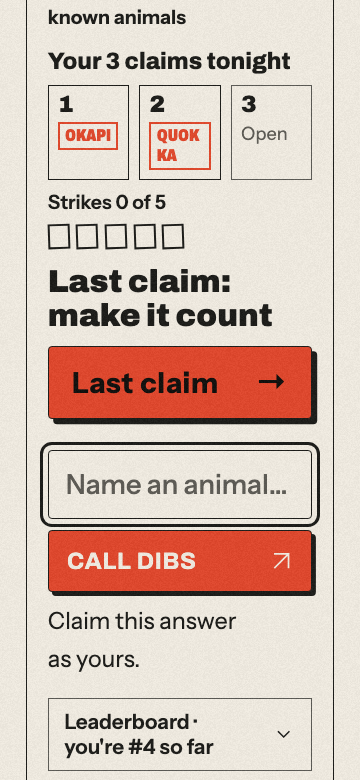 known animals
Your 3 claims tonight
1 2 3
OKAPI QUOK Open
KA
Strikes 0 of 5
Last claim:
make it count
Last claim →
Name an animal...
CALL DIBS ↗
Claim this answer
as yours.
Leaderboard ·
you're #4 so far